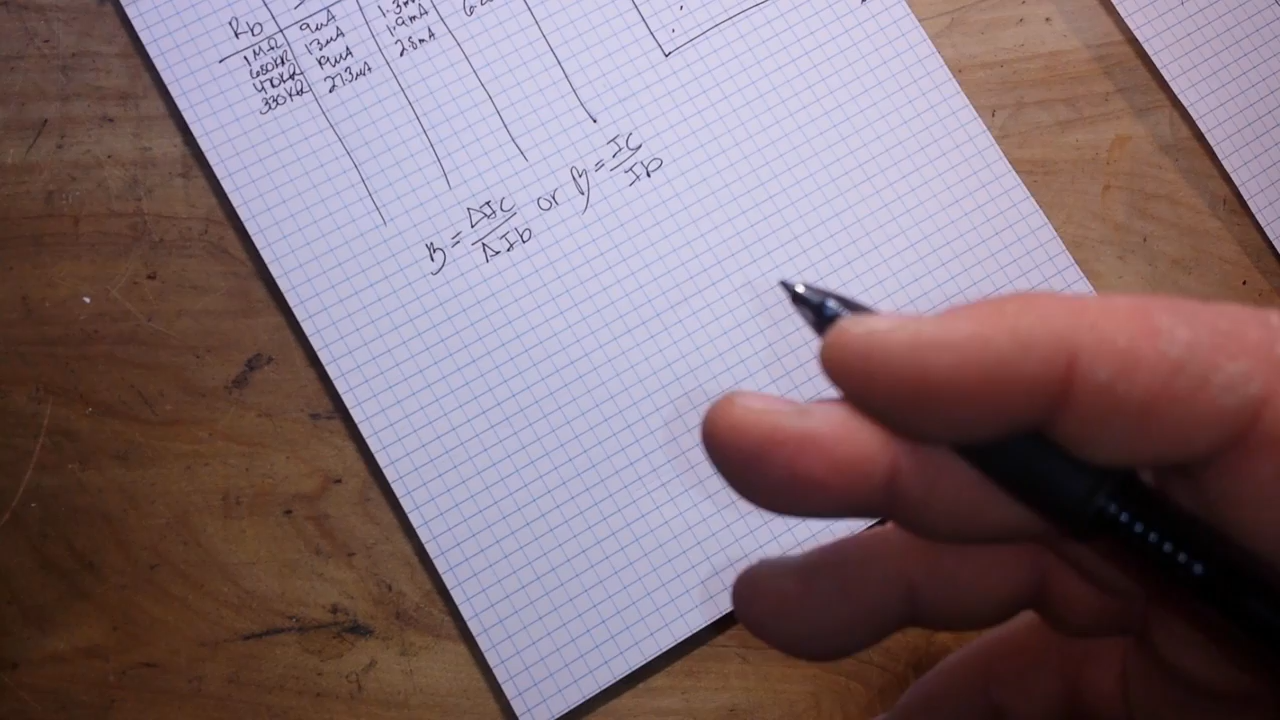 Rb
1MΩ 9uA 1.3m
680KΩ 13uA 1.9mA
470KΩ 19uA 2.8mA
330KΩ 27.3uA
B = ΔIc / ΔIb or B = Ic / Ib